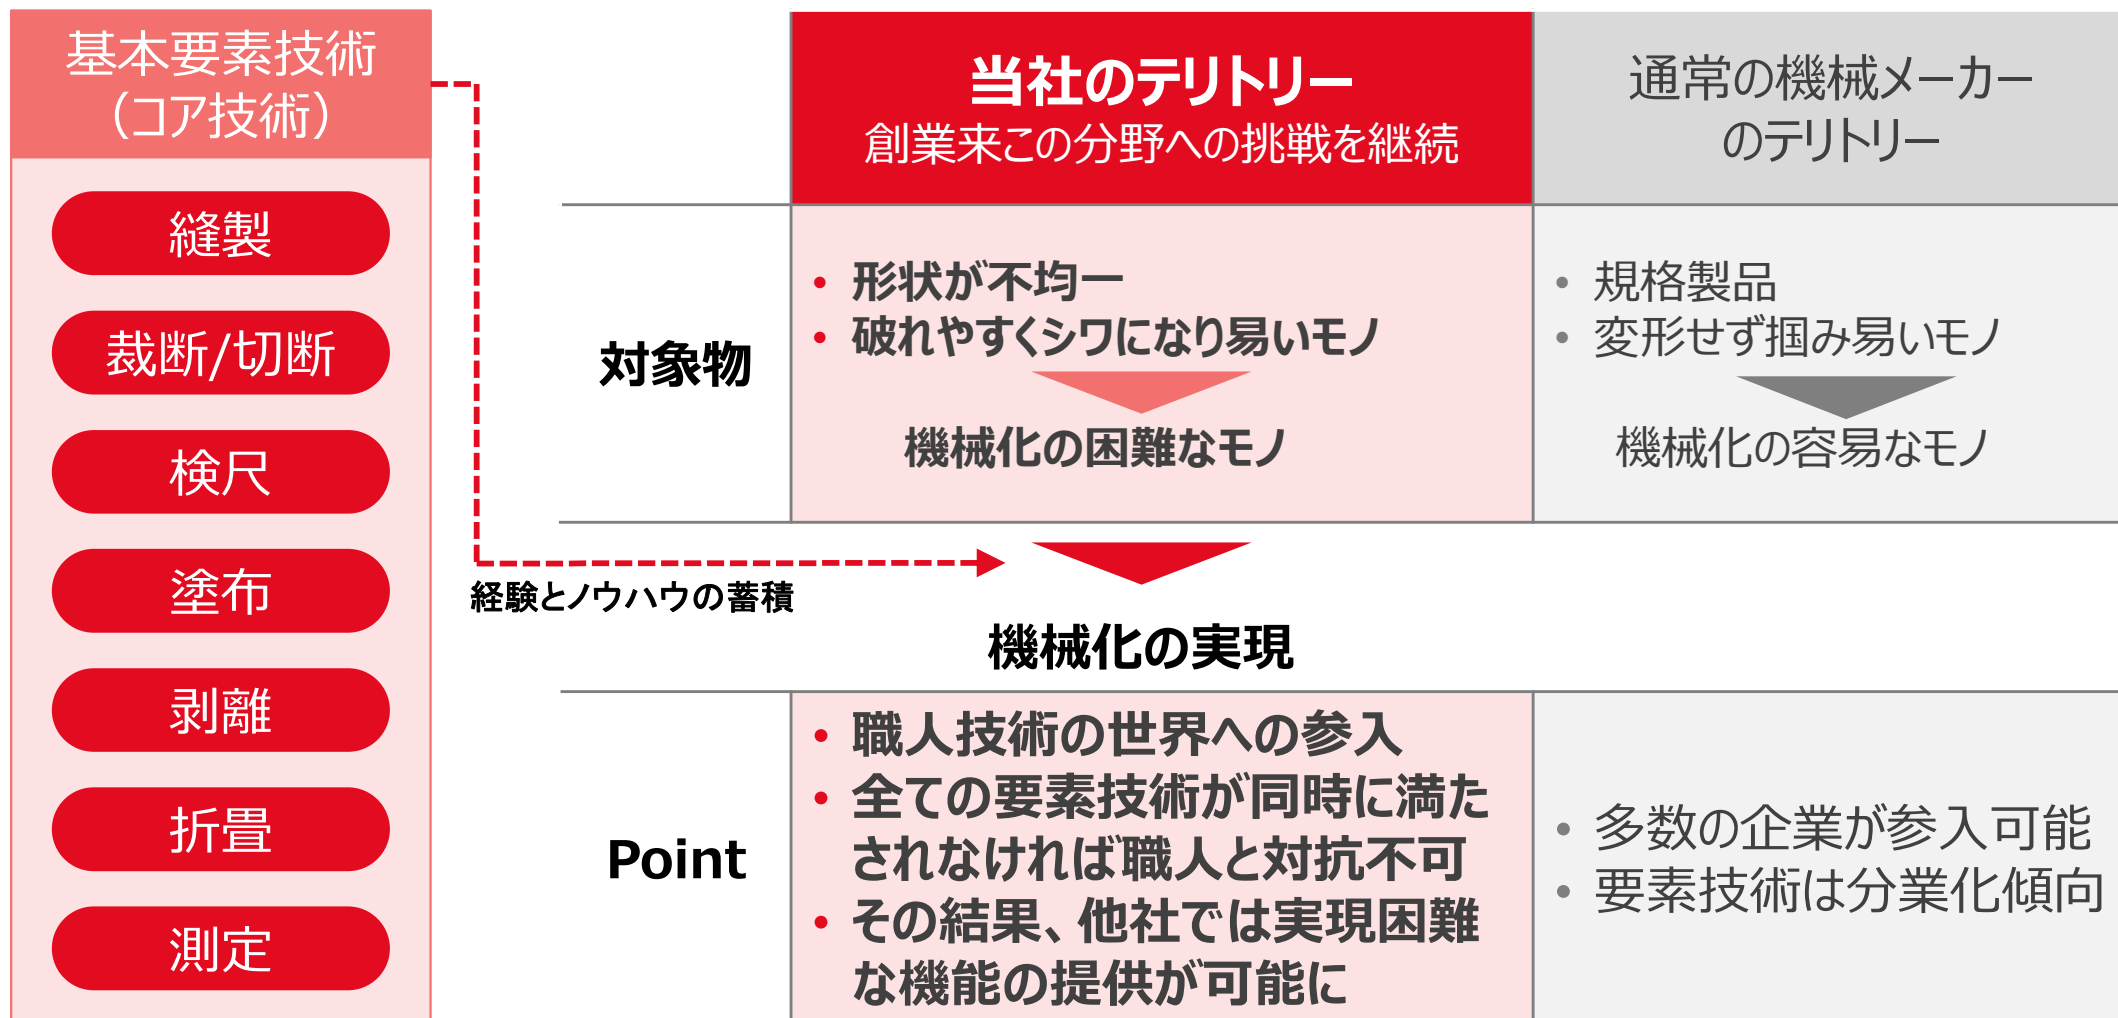 基本要素技術
（コア技術）
縫製
裁断/切断
検尺
塗布
剥離
折畳
測定
経験とノウハウの蓄積
当社のテリトリー
創業来この分野への挑戦を継続
通常の機械メーカー
のテリトリー
対象物
• 形状が不均一
• 破れやすくシワになり易いモノ
機械化の困難なモノ
• 規格製品
• 変形せず掴み易いモノ
機械化の容易なモノ
機械化の実現
Point
• 職人技術の世界への参入
• 全ての要素技術が同時に満た
されなければ職人と対抗不可
• その結果、他社では実現困難
な機能の提供が可能に
• 多数の企業が参入可能
• 要素技術は分業化傾向